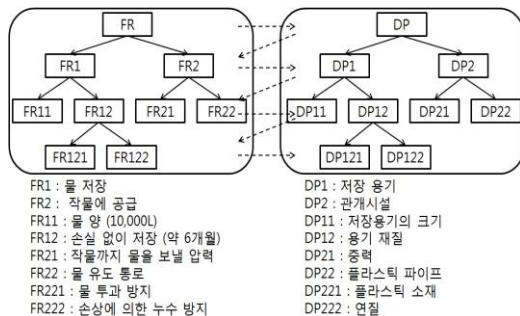 FR
DP
FR1
FR2
DP1
DP2
FR11
FR12
FR21
FR22
DP11
DP12
DP21
DP22
FR121
FR122
DP121
DP122
FR1 : 물 저장
FR2 : 작물에 공급
FR11 : 물 양 (10,000L)
FR12 : 손실 없이 저장 (약 6개월)
FR21 : 작물까지 물을 보낼 압력
FR22 : 물 유도 통로
FR221 : 물 투과 방지
FR222 : 손상에 의한 누수 방지
DP1 : 저장 용기
DP2 : 관개시설
DP11 : 저장용기의 크기
DP12 : 용기 재질
DP21 : 중력
DP22 : 플라스틱 파이프
DP221 : 플라스틱 소재
DP222 : 연질